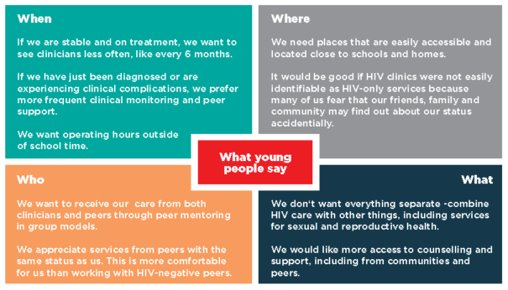 When
If we are stable and on treatment, we want to
see clinicians less often, like every 6 months.
If we have just been diagnosed or are
experiencing clinical complications, we prefer
more frequent clinical monitoring and peer
support.
We want operating hours outside
of school time.
Where
We need places that are easily accessible and
located close to schools and homes.
It would be good if HIV clinics were not easily
identifiable as HIV-only services because
many of us fear that our friends, family and
community may find out about our status
accidentally.
What young
people say
Who
We want to receive our care from both
clinicians and peers through peer mentoring
in group models.
We appreciate services from peers with the
same status as us. This is more comfortable
for us than working with HIV-negative peers.
What
We don't want everything separate -combine
HIV care with other things, including services
for sexual and reproductive health.
We would like more access to counselling and
support, including from communities and
peers.